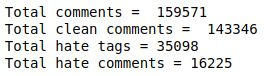 Total comments =  159571
Total clean comments =  143346
Total hate tags = 35098
Total hate comments = 16225